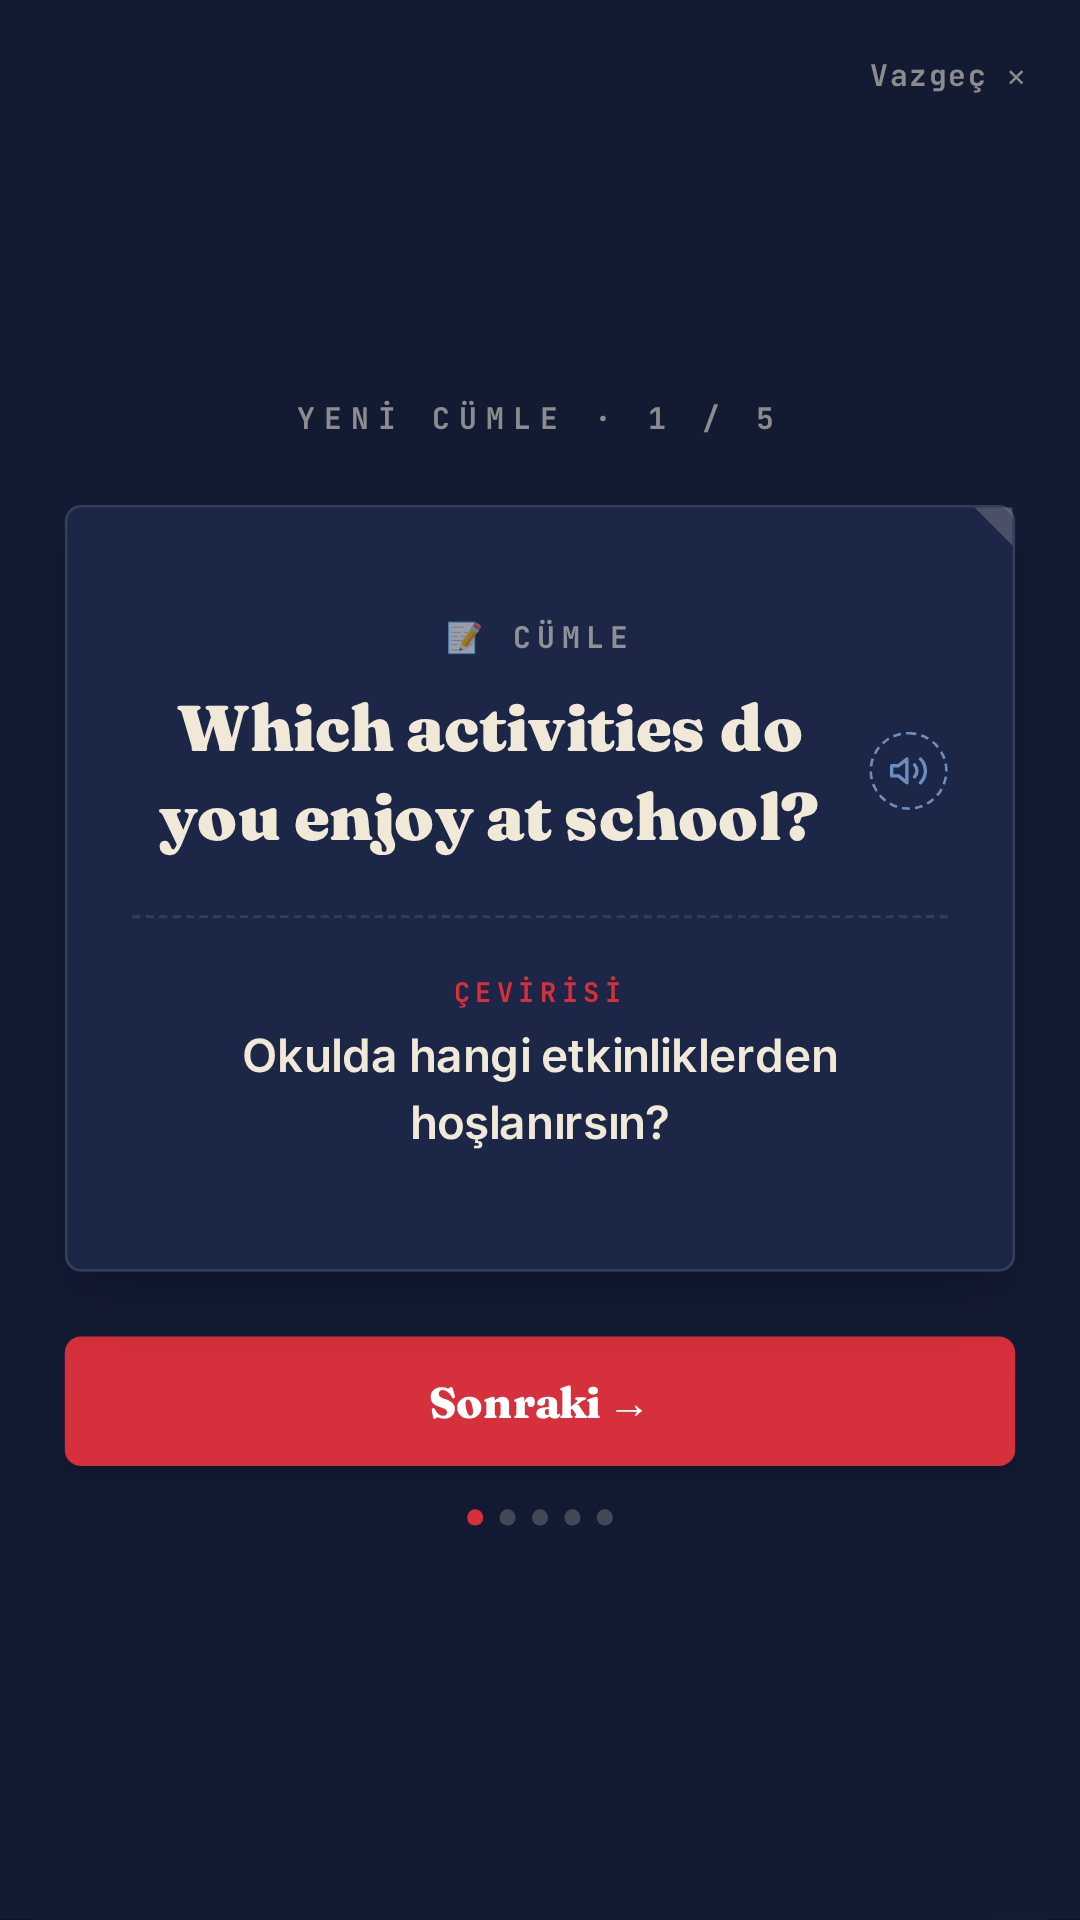 Vazgeç ×
YENİ CÜMLE · 1 / 5
📝 CÜMLE
Which activities do
you enjoy at school?
ÇEVİRİSİ
Okulda hangi etkinliklerden
hoşlanırsın?
Sonraki →